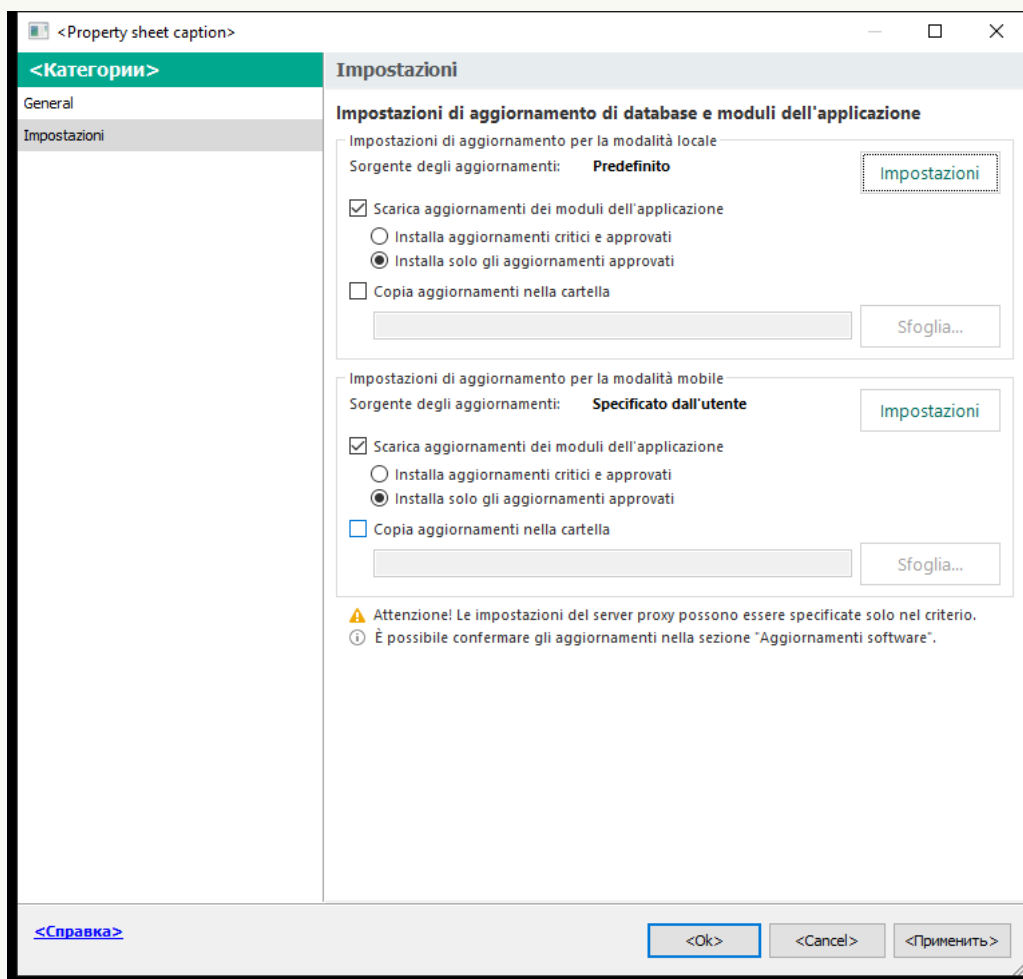 <Property sheet caption>
<Категории>
General
Impostazioni
Impostazioni
Impostazioni di aggiornamento di database e moduli dell'applicazione
Impostazioni di aggiornamento per la modalità locale
Sorgente degli aggiornamenti: Predefinito
Impostazioni
Scarica aggiornamenti dei moduli dell'applicazione
Installa aggiornamenti critici e approvati
Installa solo gli aggiornamenti approvati
Copia aggiornamenti nella cartella
Sfoglia...
Impostazioni di aggiornamento per la modalità mobile
Sorgente degli aggiornamenti: Specificato dall'utente
Impostazioni
Scarica aggiornamenti dei moduli dell'applicazione
Installa aggiornamenti critici e approvati
Installa solo gli aggiornamenti approvati
Copia aggiornamenti nella cartella
Sfoglia...
Attenzione! Le impostazioni del server proxy possono essere specificate solo nel criterio.
È possibile confermare gli aggiornamenti nella sezione "Aggiornamenti software".
<Справка>
<Ok> <Cancel> <Применить>